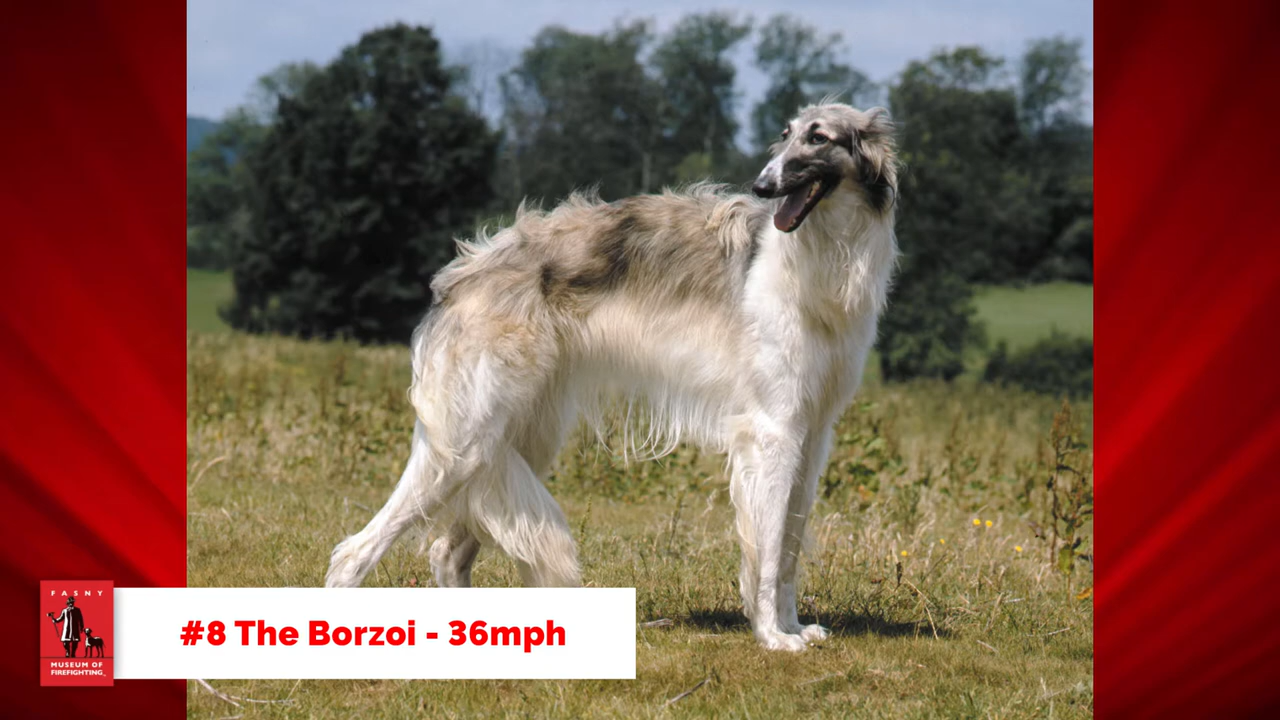 FASNY
MUSEUM OF
FIREFIGHTING
#8 The Borzoi - 36mph